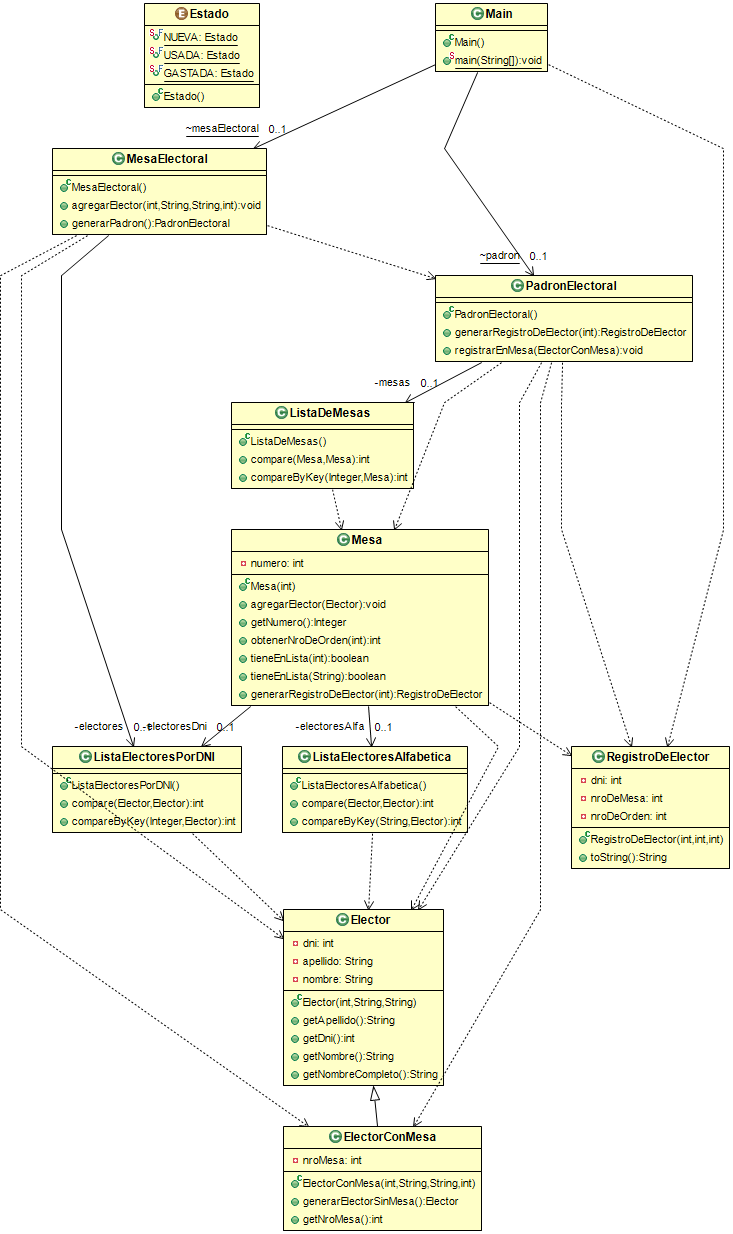 Estado
NUEVA: Estado
USADA: Estado
GASTADA: Estado
Estado()
Main
Main()
main(String[]):void
~mesaElectoral 0..1
MesaElectoral
MesaElectoral()
agregarElector(int,String,String,int):void
generarPadron():PadronElectoral
~padron 0..1
PadronElectoral
PadronElectoral()
generarRegistroDeElector(int):RegistroDeElector
registrarEnMesa(ElectorConMesa):void
-mesas 0..1
ListaDeMesas
ListaDeMesas()
compare(Mesa,Mesa):int
compareByKey(Integer,Mesa):int
Mesa
numero: int
Mesa(int)
agregarElector(Elector):void
getNumero():Integer
obtenerNroDeOrden(int):int
tieneEnLista(int):boolean
tieneEnLista(String):boolean
generarRegistroDeElector(int):RegistroDeElector
-electores 0..1
-electoresDni 0..1
-electoresAlfa 0..1
ListaElectoresPorDNI
ListaElectoresPorDNI()
compare(Elector,Elector):int
compareByKey(Integer,Elector):int
ListaElectoresAlfabetica
ListaElectoresAlfabetica()
compare(Elector,Elector):int
compareByKey(String,Elector):int
RegistroDeElector
dni: int
nroDeMesa: int
nroDeOrden: int
RegistroDeElector(int,int,int)
toString():String
Elector
dni: int
apellido: String
nombre: String
Elector(int,String,String)
getApellido():String
getDni():int
getNombre():String
getNombreCompleto():String
ElectorConMesa
nroMesa: int
ElectorConMesa(int,String,String,int)
generarElectorSinMesa():Elector
getNroMesa():int